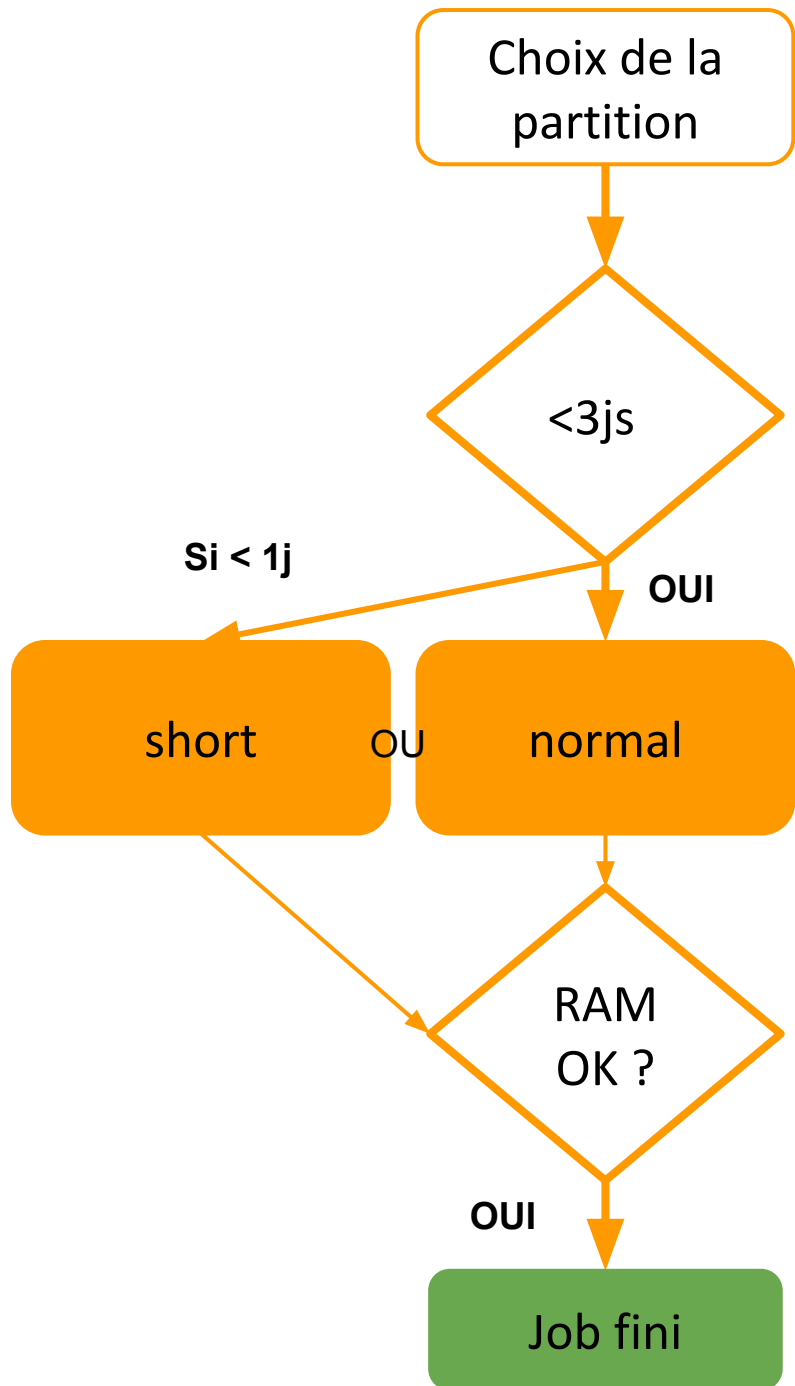 Choix de la
partition
<3js
Si < 1j
OUI
short
OU
normal
RAM
OK ?
OUI
Job fini